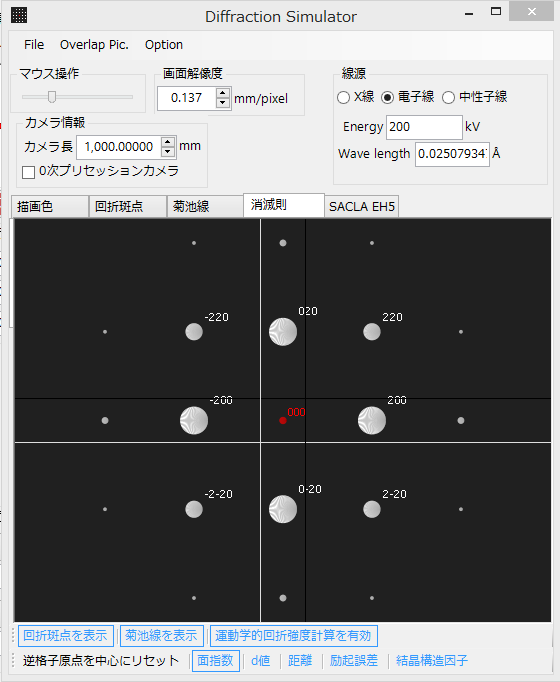 Diffraction Simulator
File Overlap Pic. Option
マウス操作
画面解像度
0.137 mm/pixel
線源
X線 電子線 中性子線
カメラ情報
カメラ長 1,000.00000 mm
0次プリセッションカメラ
Energy 200 kV
Wave length 0.02507934 Å
描画色 回折斑点 菊池線 消滅則 SACLA EH5
-220 020 220
-200 000 200
-2-20 0-20 2-20
回折斑点を表示 菊池線を表示 運動学的回折強度計算を有効
逆格子原点を中心にリセット 面指数 d値 距離 励起誤差 結晶構造因子